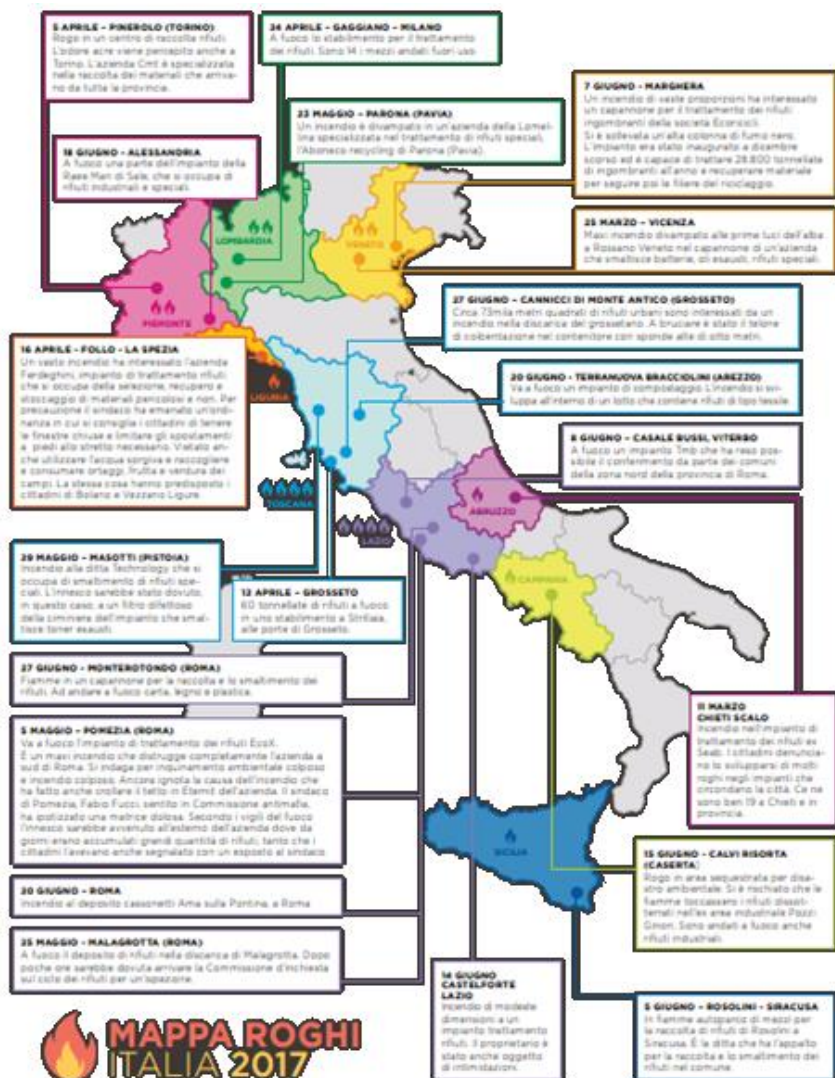 5 APRILE – PINEROLO (TORINO)
Rogo in un centro di raccolta rifiuti.
L'odore acre viene percepito anche a
Torino. L'azienda Cmt è specializzata
nella raccolta dei materiali che arriva-
no da tutta la provincia.
24 APRILE – GAGGIANO – MILANO
A fuoco lo stabilimento per il trattamento
dei rifiuti. Sono 14 i mezzi andati fuori uso.
23 MAGGIO – PARONA (PAVIA)
Un incendio è divampato in un'azienda della Lomel-
lina specializzata nel trattamento di rifiuti speciali,
l'Aboneco recycling di Parona (Pavia).
7 GIUGNO – MARGHERA
Un incendio di vaste proporzioni ha interessato
un capannone per il trattamento dei rifiuti
ingombranti della società Ecoricicli.
Si è sollevata un'alta colonna di fumo nero.
L'impianto era stato inaugurato a dicembre
scorso ed è capace di trattare 28.800 tonnellate
di ingombranti all'anno e recuperare materiale
per seguire poi la filiera del riciclaggio.
18 GIUGNO – ALESSANDRIA
A fuoco una parte dell'impianto della
Raee Man di Sale, che si occupa di
rifiuti industriali e speciali.
25 MARZO – VICENZA
Maxi incendio divampato alle prime luci dell'alba
a Rossano Veneto nel capannone di un'azienda
che smaltisce batterie, oli esausti, rifiuti speciali.
LOMBARDIA
VENETO
PIEMONTE
LIGURIA
27 GIUGNO – CANNICCI DI MONTE ANTICO (GROSSETO)
Circa 73mila metri quadrati di rifiuti urbani sono interessati da un
incendio nella discarica del grossetano. A bruciare è stato il telone
di coibentazione nel contenitore con sponde alte di otto metri.
16 APRILE – FOLLO – LA SPEZIA
Un vasto incendio ha interessato l'azienda
Ferdeghini, impianto di trattamento rifiuti,
che si occupa della selezione, recupero e
stoccaggio di materiali pericolosi e non. Per
precauzione il sindaco ha emanato un'ordi-
nanza in cui si consiglia i cittadini di tenere
le finestre chiuse e limitare gli spostamenti
a piedi allo stretto necessario. Vietato an-
che utilizzare l'acqua sorgiva e raccogliere
e consumare ortaggi, frutta e verdura dei
campi. La stessa cosa hanno predisposto i
cittadini di Bolano e Vezzano Ligure
20 GIUGNO – TERRANUOVA BRACCIOLINI (AREZZO)
Va a fuoco un impianto di compostaggio. L'incendio si svi-
luppa all'interno di un lotto che contiene rifiuti di tipo tessile.
8 GIUGNO – CASALE BUSSI, VITERBO
A fuoco un impianto Tmb che ha reso pos-
sibile il conferimento da parte dei comuni
della zona nord della provincia di Roma.
ABRUZZO
TOSCANA
LAZIO
CAMPANIA
29 MAGGIO – MASOTTI (PISTOIA)
Incendio alla ditta Technology che si
occupa di smaltimento di rifiuti spe-
ciali. L'innesco sarebbe stato dovuto,
in questo caso, a un filtro difettoso
della ciminiera dell'impianto che smal-
tisce toner esausti.
12 APRILE – GROSSETO
60 tonnellate di rifiuti a fuoco
in uno stabilimento a Strillaia,
alle porte di Grosseto.
27 GIUGNO – MONTEROTONDO (ROMA)
Fiamme in un capannone per la raccolta e lo smaltimento dei
rifiuti. Ad andare a fuoco carta, legno e plastica.
11 MARZO
CHIETI SCALO
Incendio nell'impianto di
trattamento dei rifiuti ex
Seab. I cittadini denuncia-
no lo svilupparsi di molti
roghi negli impianti che
circondano la città. Ce ne
sono ben 19 a Chieti e in
provincia.
5 MAGGIO – POMEZIA (ROMA)
Va a fuoco l'impianto di trattamento dei rifiuti EcoX.
È un maxi incendio che distrugge completamente l'azienda a
sud di Roma. Si indaga per inquinamento ambientale colposo
e incendio colposo. Ancora ignota la causa dell'incendio che
ha fatto anche crollare il tetto in Eternit dell'azienda. Il sindaco
di Pomezia, Fabio Fucci, sentito in Commissione antimafia,
ha ipotizzato una matrice dolosa. Secondo i vigili del fuoco
l'innesco sarebbe avvenuto all'esterno dell'azienda dove da
giorni erano accumulati grandi quantità di rifiuti, tanto che i
cittadini l'avevano anche segnalato con un esposto al sindaco.
SICILIA
15 GIUGNO – CALVI RISORTA
(CASERTA)
Rogo in area sequestrata per disa-
stro ambientale. Si è rischiato che le
fiamme toccassero i rifiuti dissot-
terrati nell'ex area industriale Pozzi
Ginori. Sono andati a fuoco anche
rifiuti industriali.
30 GIUGNO – ROMA
Incendio al deposito cassonetti Ama sulla Pontina, a Roma
25 MAGGIO – MALAGROTTA (ROMA)
A fuoco il deposito di rifiuti nella discarica di Malagrotta. Dopo
poche ore sarebbe dovuta arrivare la Commissione d'inchiesta
sul ciclo dei rifiuti per un'ispezione.
14 GIUGNO
CASTELFORTE
LAZIO
Incendio di modeste
dimensioni a un
impianto trattamento
rifiuti. Il proprietario è
stato anche oggetto
di intimidazioni.
5 GIUGNO – ROSOLINI – SIRACUSA
In fiamme autoparco di mezzi per
la raccolta di rifiuti di Rosolini a
Siracusa. È la ditta che ha l'appalto
per la raccolta e lo smaltimento dei
rifiuti nel comune.
MAPPA ROGHI
ITALIA 2017